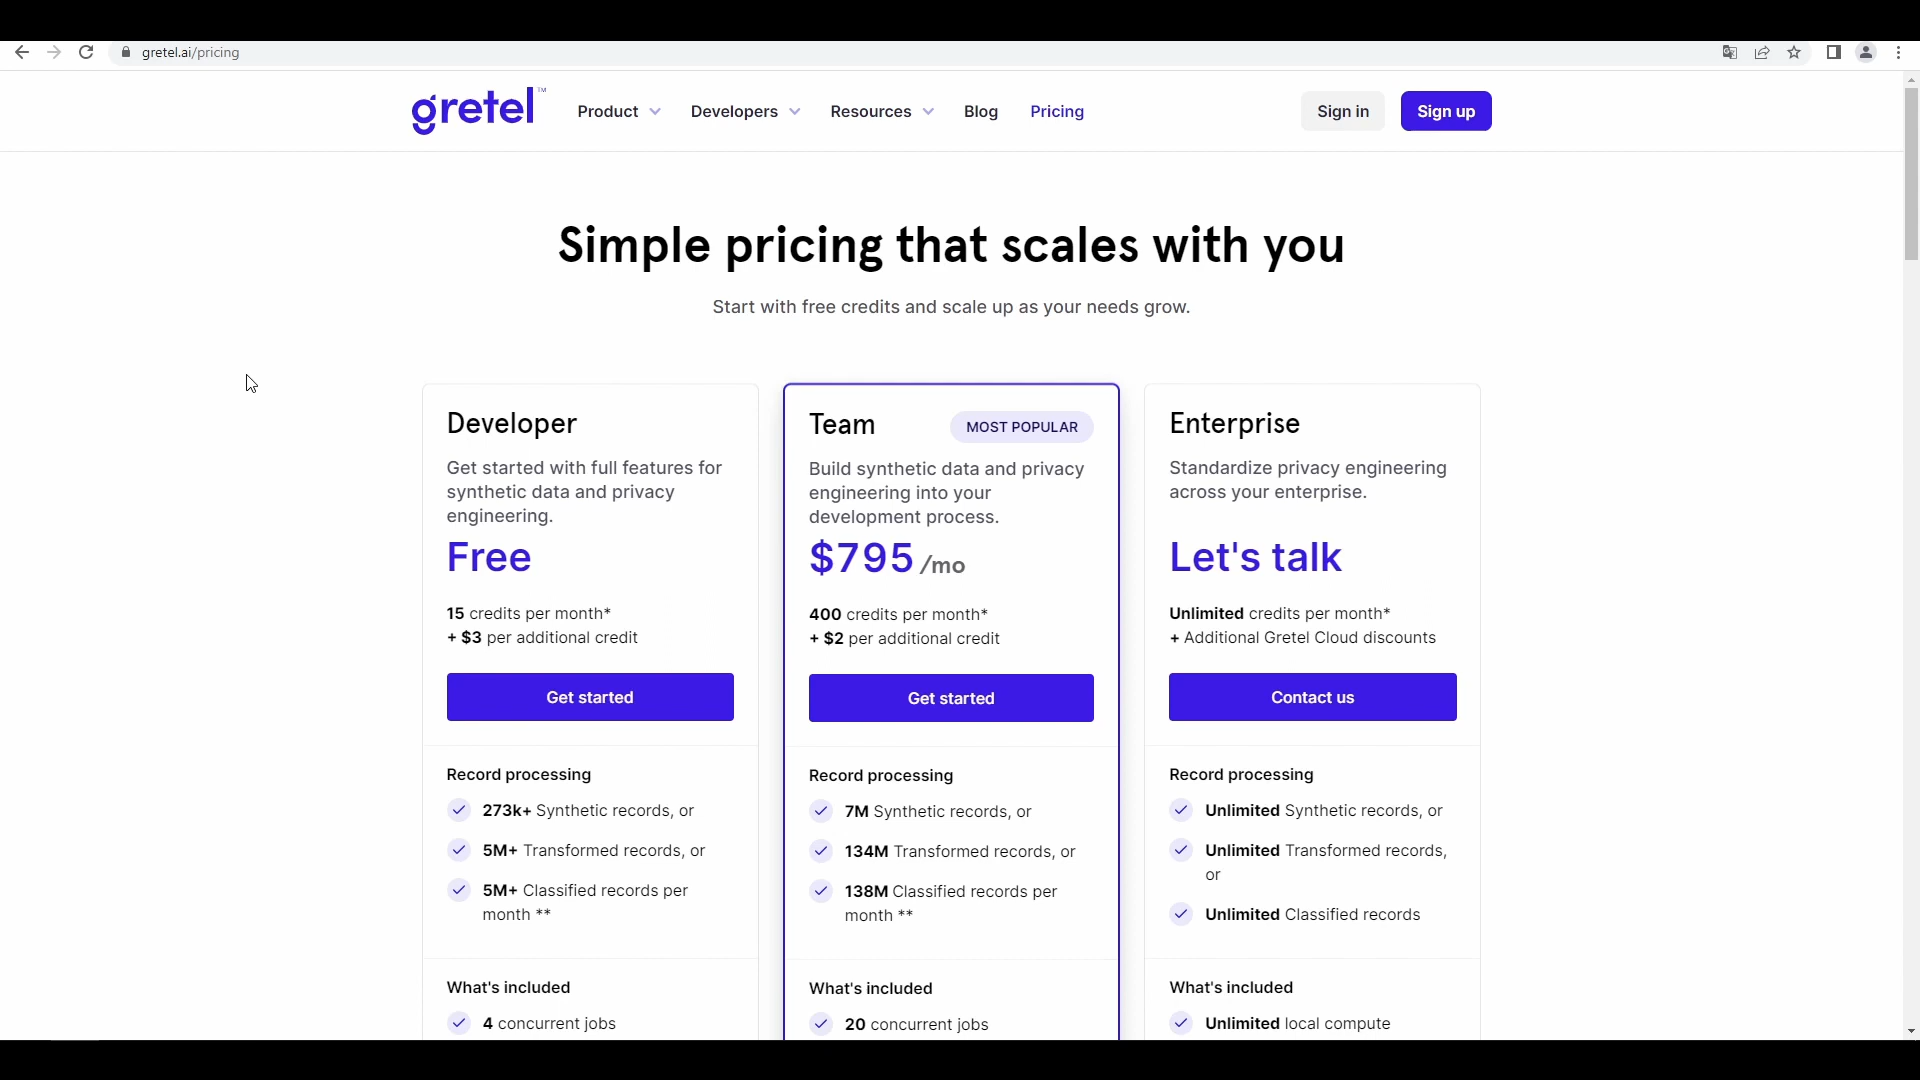 gretel.ai/pricing
gretel™
Product
Developers
Resources
Blog
Pricing
Sign in
Sign up
Simple pricing that scales with you
Start with free credits and scale up as your needs grow.
Developer
Get started with full features for
synthetic data and privacy
engineering.
Free
15 credits per month*
+ $3 per additional credit
Get started
Record processing
273k+ Synthetic records, or
5M+ Transformed records, or
5M+ Classified records per
month **
What's included
4 concurrent jobs
Team
MOST POPULAR
Build synthetic data and privacy
engineering into your
development process.
$795 /mo
400 credits per month*
+ $2 per additional credit
Get started
Record processing
7M Synthetic records, or
134M Transformed records, or
138M Classified records per
month **
What's included
20 concurrent jobs
Enterprise
Standardize privacy engineering
across your enterprise.
Let's talk
Unlimited credits per month*
+ Additional Gretel Cloud discounts
Contact us
Record processing
Unlimited Synthetic records, or
Unlimited Transformed records,
or
Unlimited Classified records
What's included
Unlimited local compute